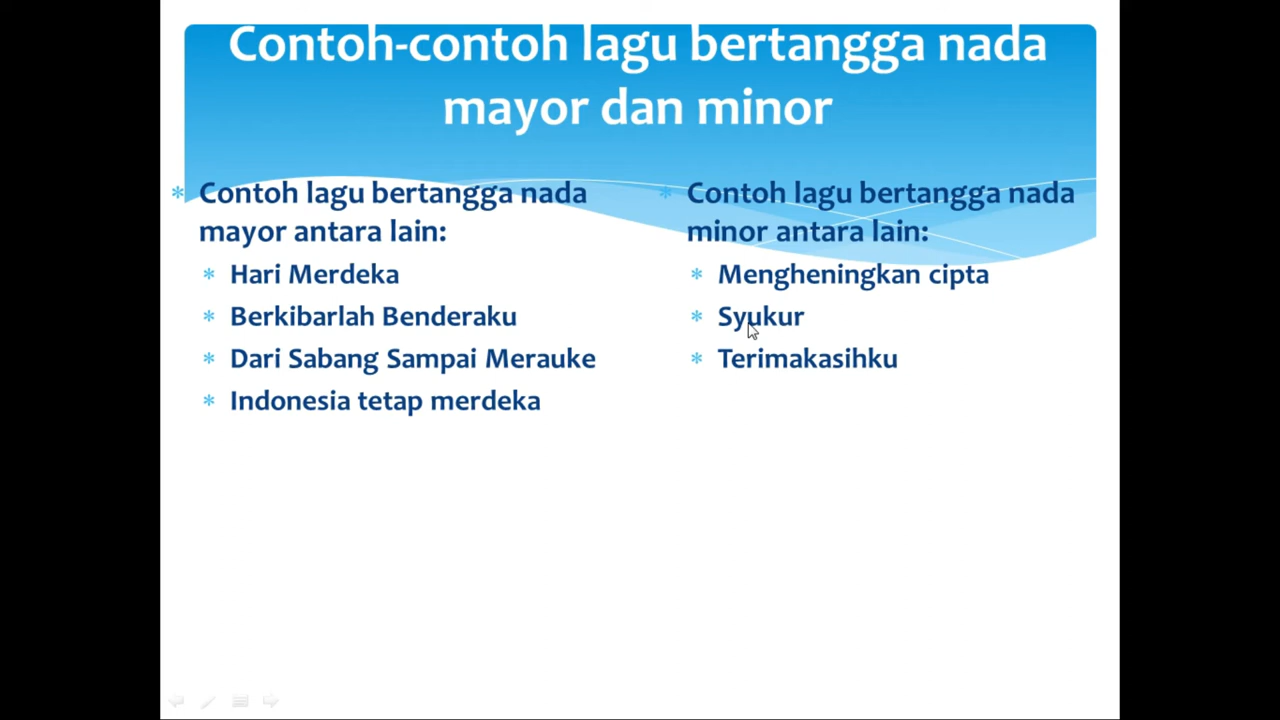 Contoh-contoh lagu bertangga nada
mayor dan minor
Contoh lagu bertangga nada
mayor antara lain:
Hari Merdeka
Berkibarlah Benderaku
Dari Sabang Sampai Merauke
Indonesia tetap merdeka
Contoh lagu bertangga nada
minor antara lain:
Mengheningkan cipta
Syukur
Terimakasihku